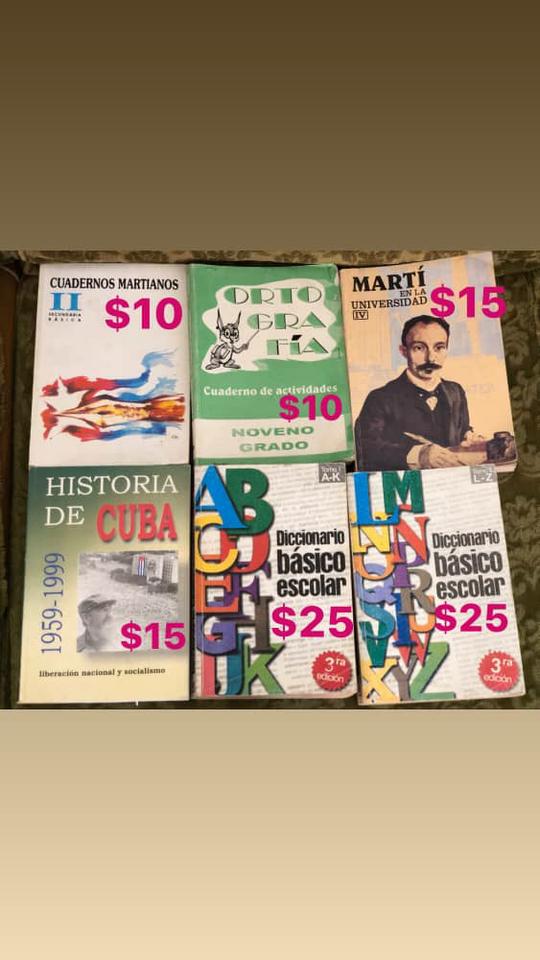 CUADERNOS MARTIANOS
II
SECUNDARIA
BÁSICA
$10
ORTO
GRA
FÍA
Cuaderno de actividades
$10
NOVENO
GRADO
MARTÍ
EN LA
UNIVERSIDAD
IV
$15
HISTORIA
DE CUBA
1959-1999
$15
liberación nacional y socialismo
Tomo 1
A-K
ABC
Diccionario
básico
escolar
$25
3ra
edición
L-Z
Diccionario
básico
escolar
$25
3ra
edición